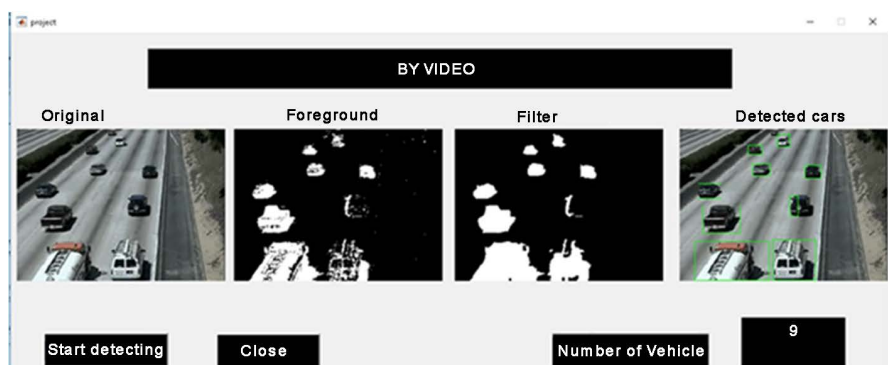 project
BY VIDEO
Original
Foreground
Filter
Detected cars
Start detecting
Close
Number of Vehicle
9